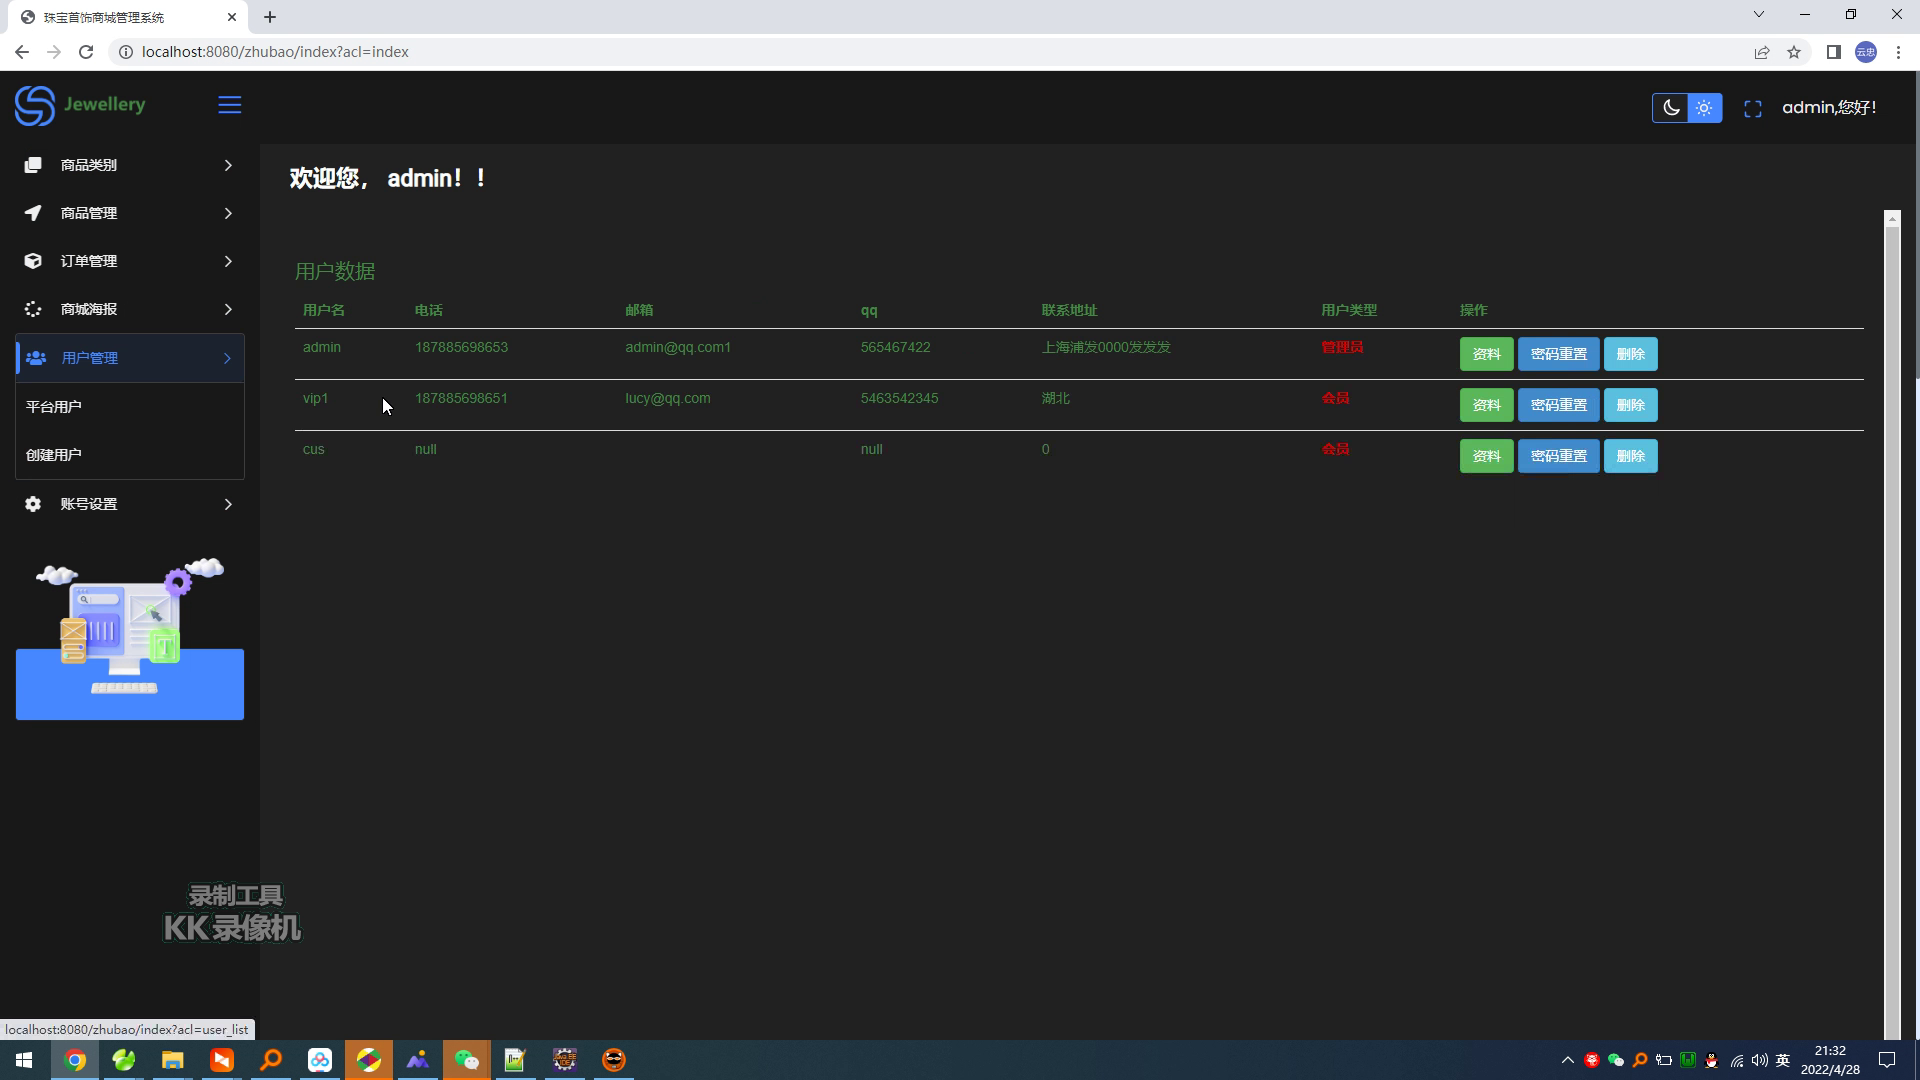 珠宝首饰商城管理系统
localhost:8080/zhubao/index?acl=index
云忠
Jewellery
admin,您好!
商品类别
商品管理
订单管理
商城海报
用户管理
平台用户
创建用户
账号设置
欢迎您， admin！！
用户数据
用户名 电话 邮箱 qq 联系地址 用户类型 操作
admin 187885698653 admin@qq.com1 565467422 上海浦发0000发发发 管理员 资料 密码重置 删除
vip1 187885698651 lucy@qq.com 5463542345 湖北 会员 资料 密码重置 删除
cus null null 0 会员 资料 密码重置 删除
录制工具
KK 录像机
localhost:8080/zhubao/index?acl=user_list
英
21:32
2022/4/28